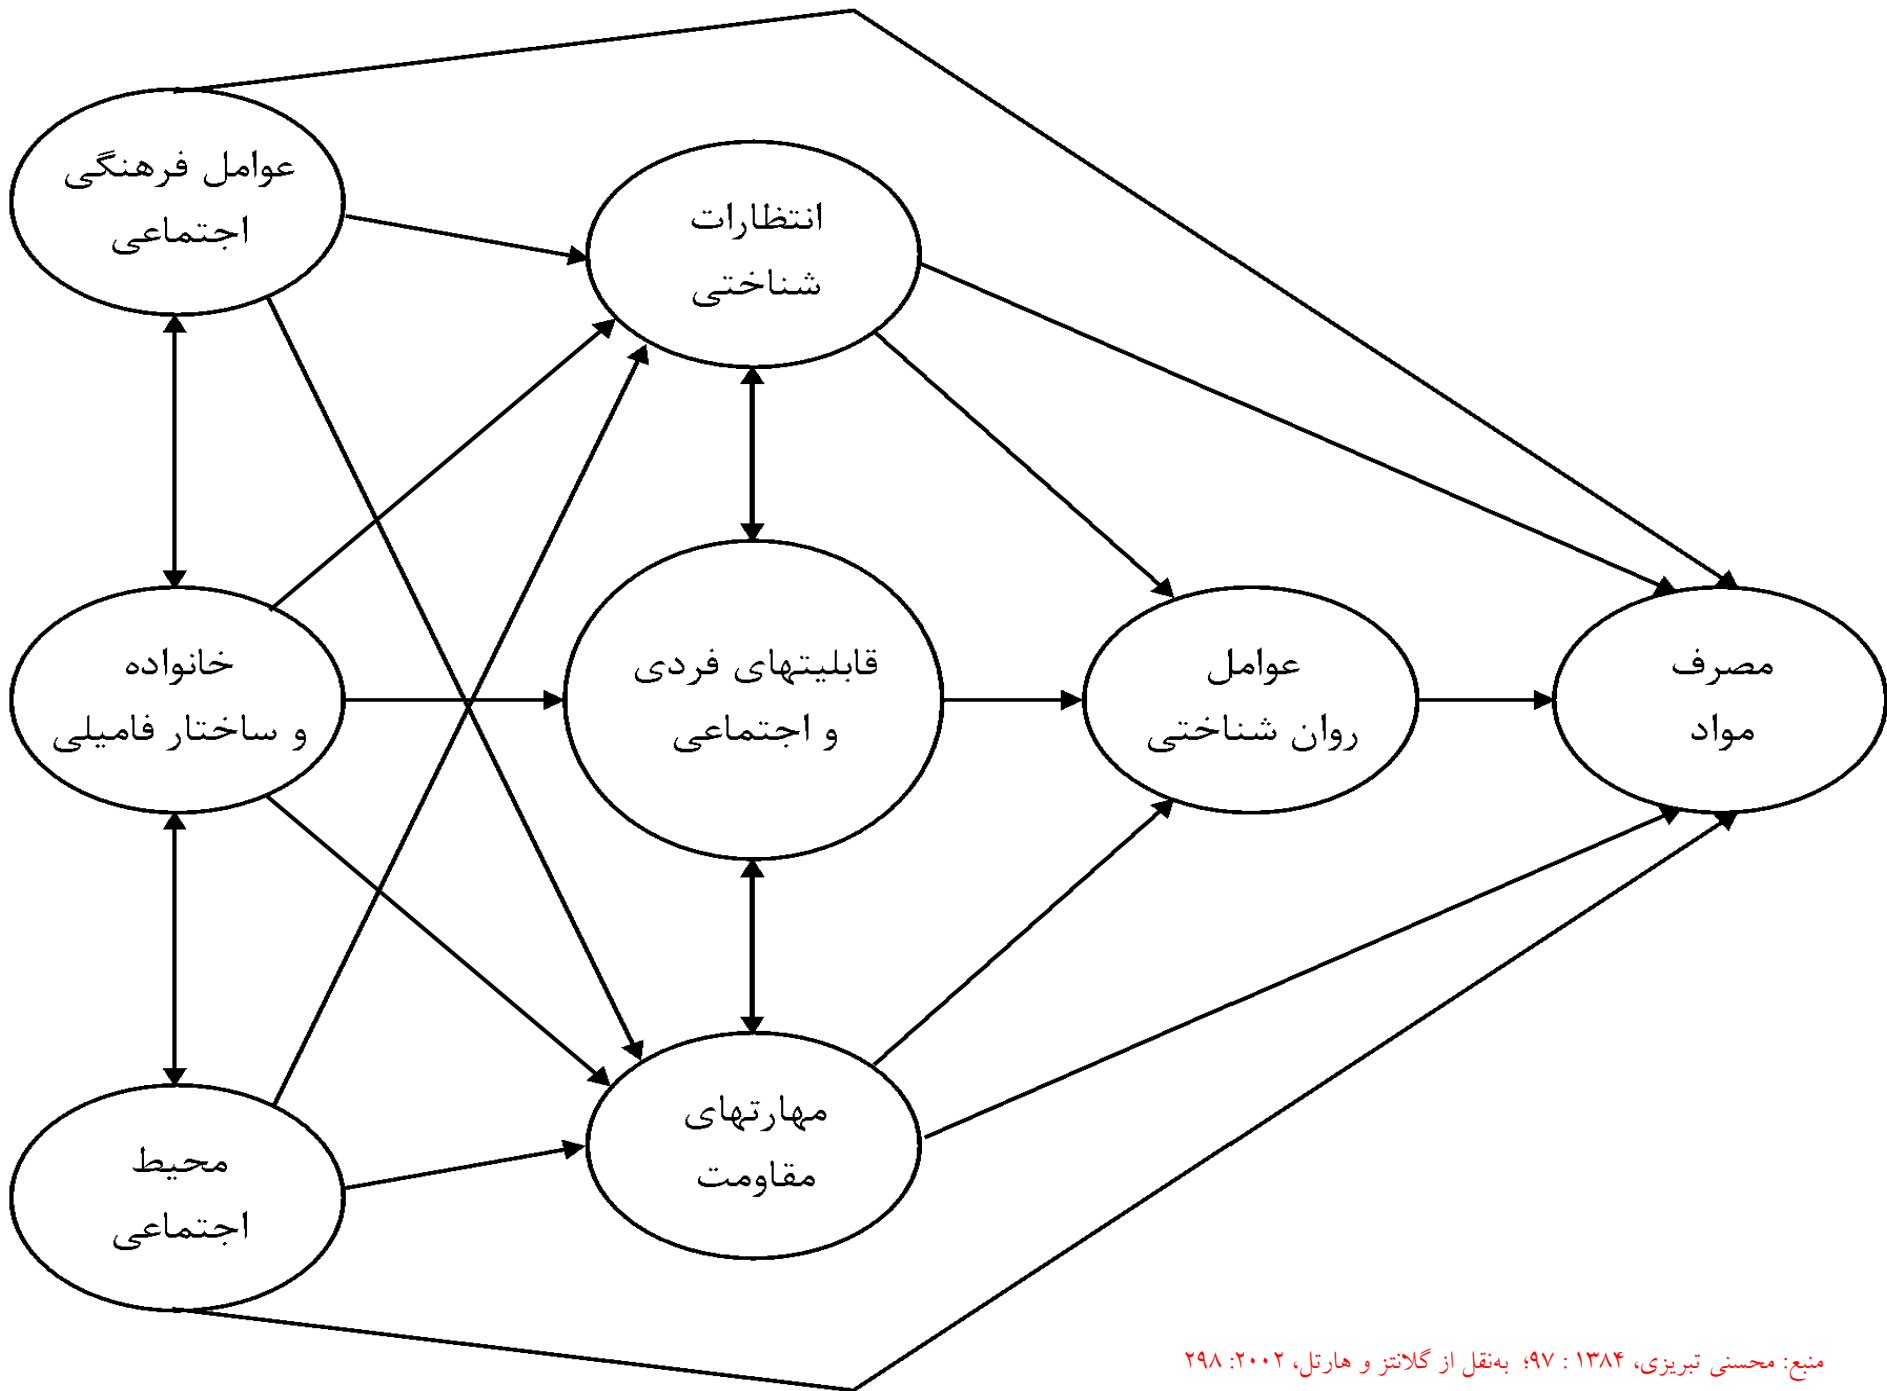 عوامل فرهنگی
اجتماعی
انتظارات
شناختی
خانواده
و ساختار فامیلی
قابلیتهای فردی
و اجتماعی
عوامل
روان شناختی
مصرف
مواد
مهارتهای
مقاومت
محیط
اجتماعی
منبع: محسنی تبریزی، ۱۳۸۴ : ۹۷؛ به‌نقل از گلانتز و هارتل، ۲۰۰۲: ۲۹۸